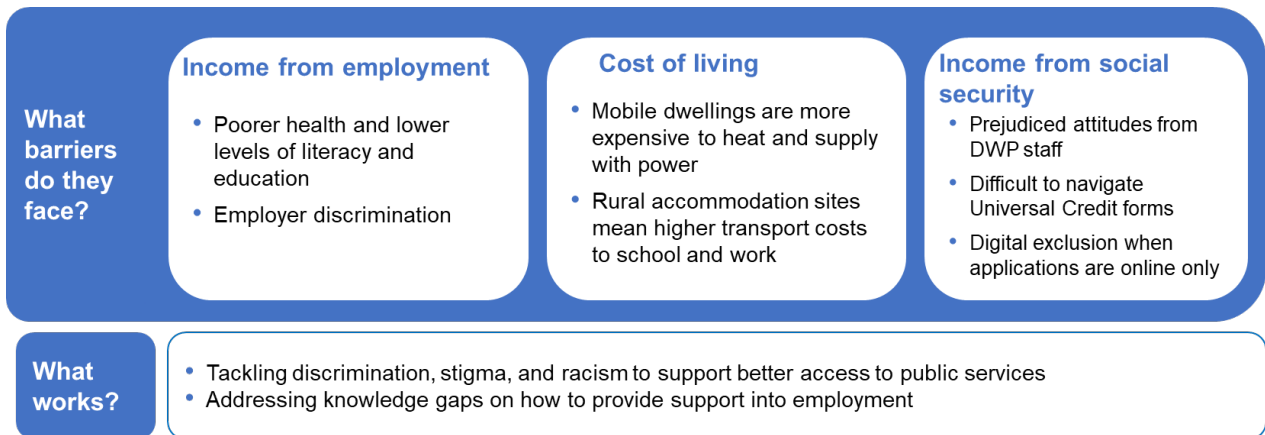 What
barriers
do they
face?
Income from employment
• Poorer health and lower
levels of literacy and
education
• Employer discrimination
Cost of living
• Mobile dwellings are more
expensive to heat and supply
with power
• Rural accommodation sites
mean higher transport costs
to school and work
Income from social
security
• Prejudiced attitudes from
DWP staff
• Difficult to navigate
Universal Credit forms
• Digital exclusion when
applications are online only
What
works?
• Tackling discrimination, stigma, and racism to support better access to public services
• Addressing knowledge gaps on how to provide support into employment